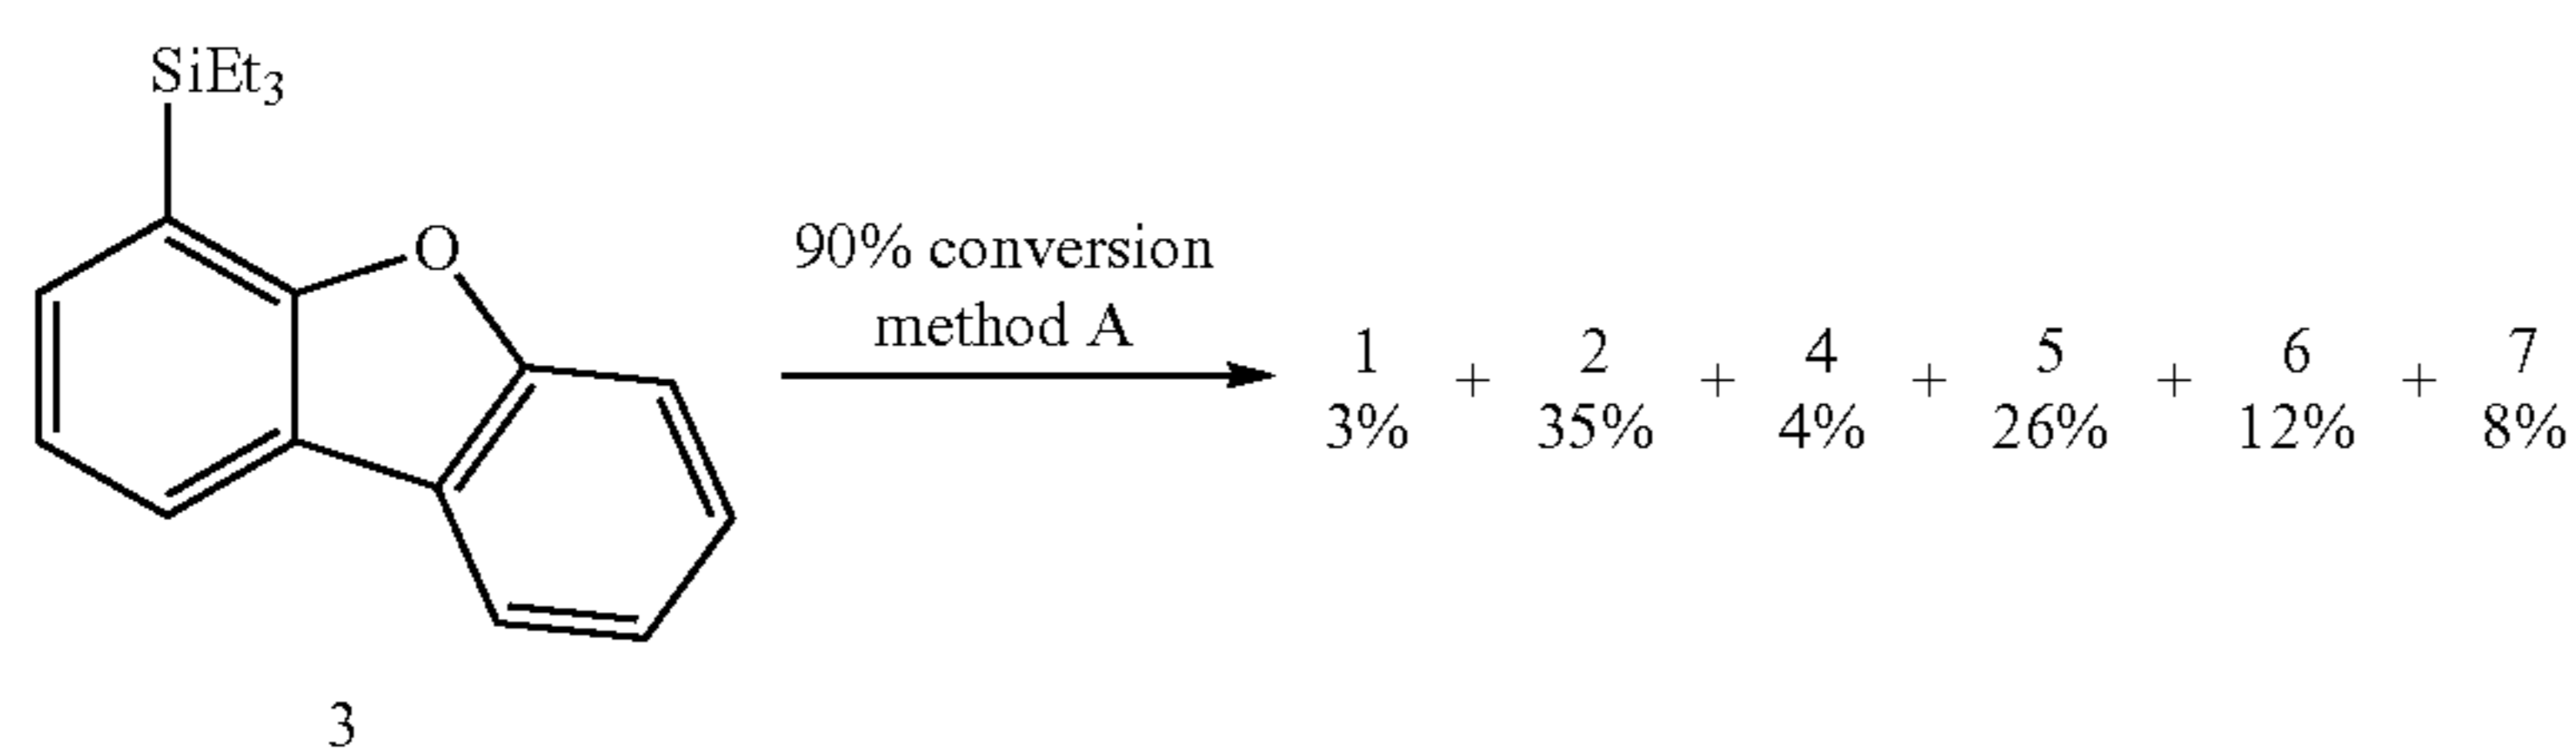 SiEt₃
O
90% conversion
method A
1 + 2 + 4 + 5 + 6 + 7
3% 35% 4% 26% 12% 8%
3